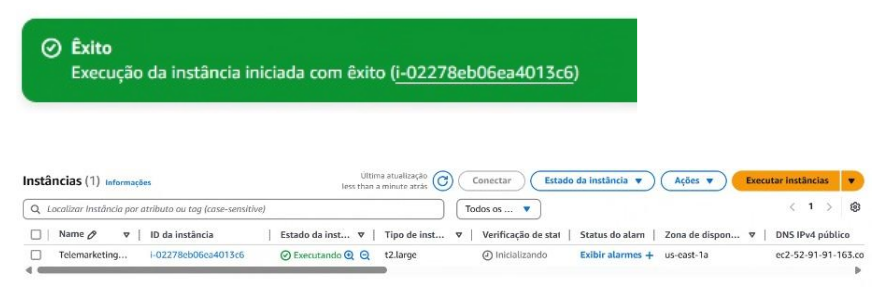 Êxito
Execução da instância iniciada com êxito (i-02278eb06ea4013c6)
Instâncias (1) Informações
Última atualização
less than a minute atrás
Conectar
Estado da instância
Ações
Executar instâncias
Localizar Instância por atributo ou tag (case-sensitive)
Todos os ...
1
Name
ID da instância
Estado da inst...
Tipo de inst...
Verificação de stat
Status do alarn
Zona de dispon...
DNS IPv4 público
Telemarketing...
i-02278eb06ea4013c6
Executando
t2.large
Inicializando
Exibir alarmes +
us-east-1a
ec2-52-91-91-163.co